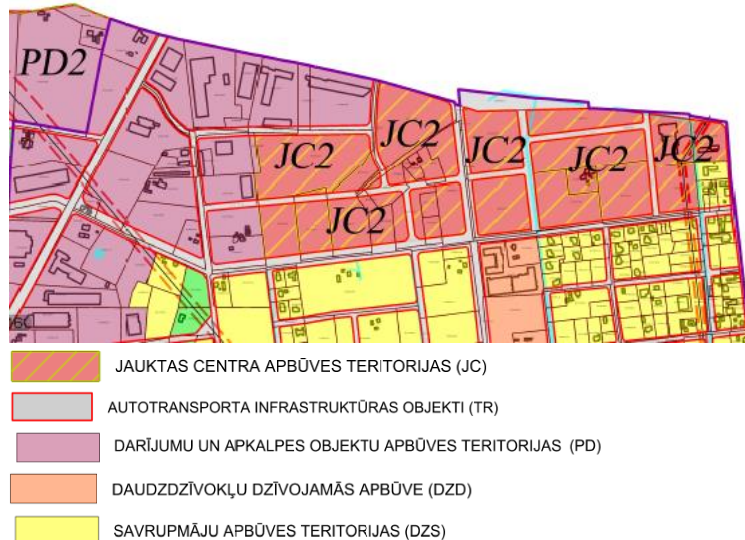 PD2
JC2
JC2
JC2
JC2
JC2
JC2
JAUKTAS CENTRA APBŪVES TERITORIJAS (JC)
AUTOTRANSPORTA INFRASTRUKTŪRAS OBJEKTI (TR)
DARĪJUMU UN APKALPES OBJEKTU APBŪVES TERITORIJAS (PD)
DAUDZDZĪVOKĻU DZĪVOJAMĀS APBŪVE (DZD)
SAVRUPMĀJU APBŪVES TERITORIJAS (DZS)